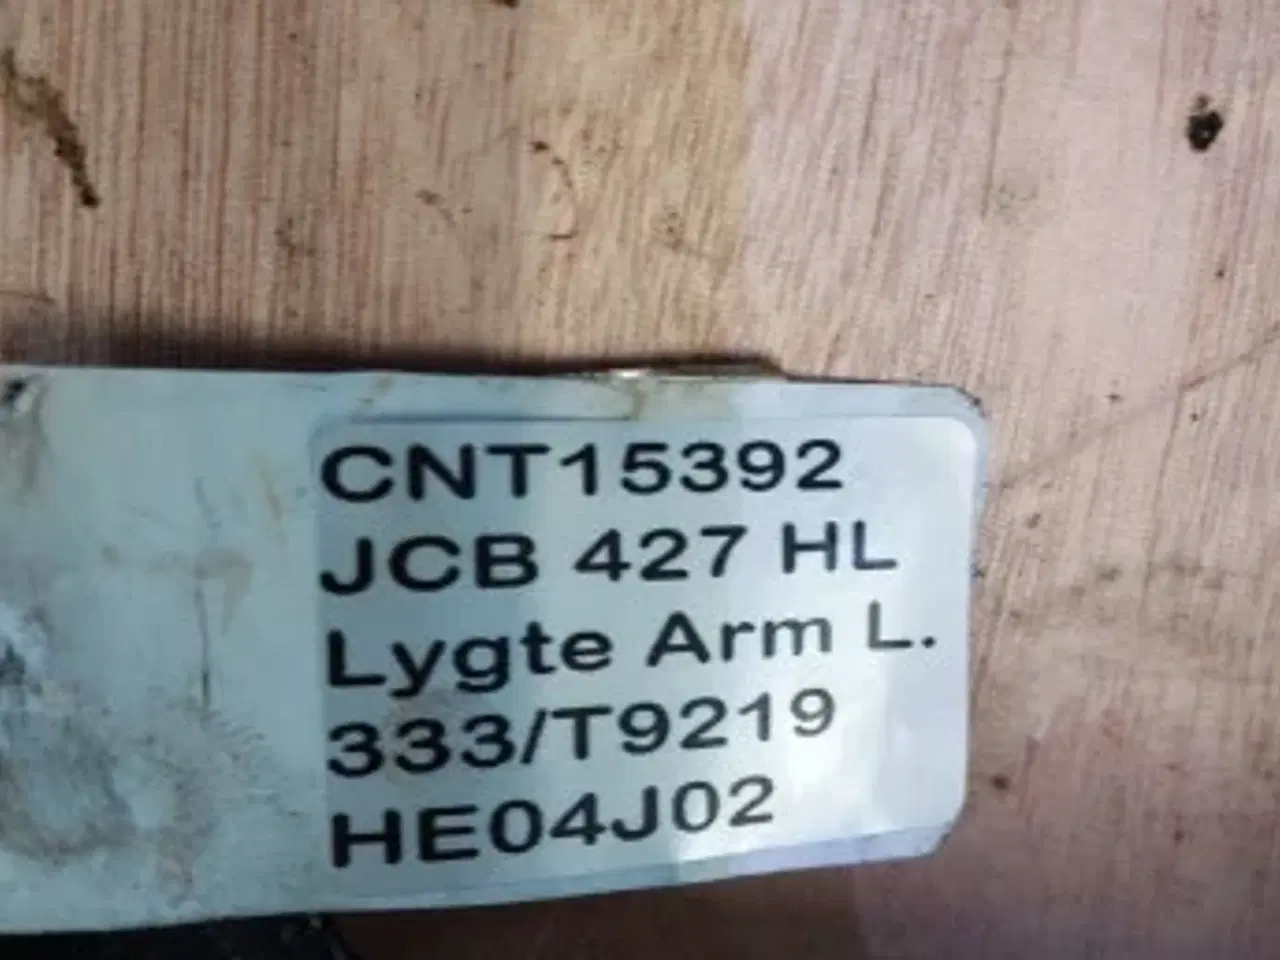 CNT15392
JCB 427 HL
Lygte Arm L.
333/T9219
HE04J02